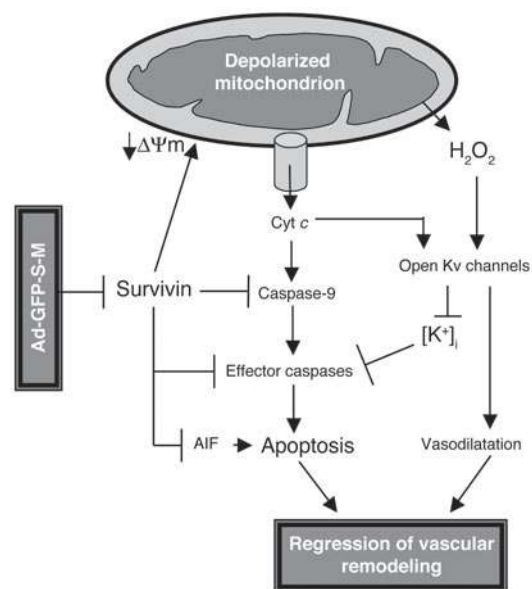 Depolarized
mitochondrion
↓ΔΨm
H₂O₂
Cyt c
Ad-GFP-S-M
Survivin
Caspase-9
Open Kv channels
[K⁺]ᵢ
Effector caspases
AIF
Apoptosis
Vasodilatation
Regression of vascular
remodeling